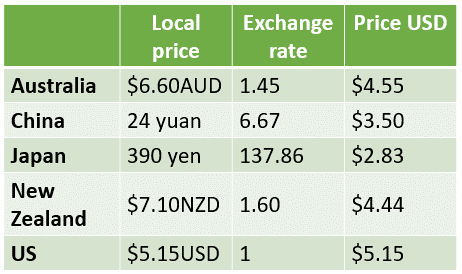 Local price Exchange rate Price USD
Australia $6.60AUD 1.45 $4.55
China 24 yuan 6.67 $3.50
Japan 390 yen 137.86 $2.83
New Zealand $7.10NZD 1.60 $4.44
US $5.15USD 1 $5.15